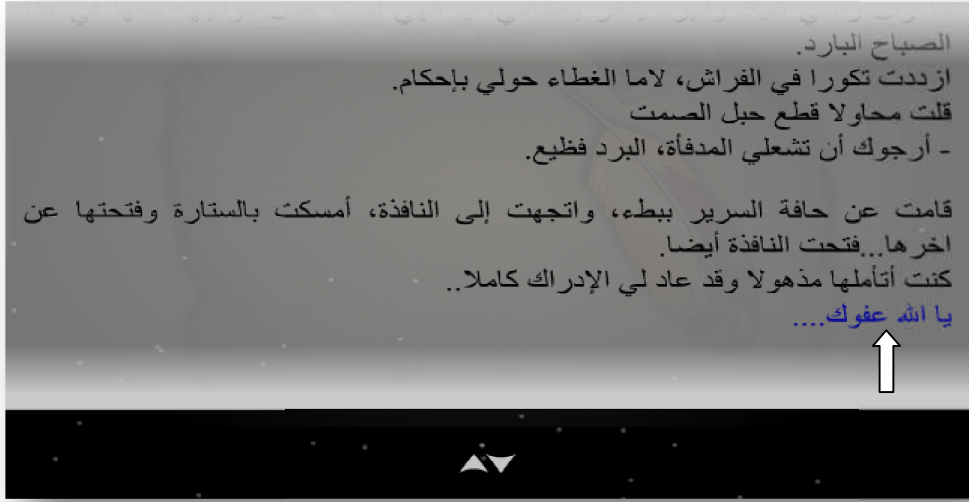 الصباح البارد.
ازددت تكورا في الفراش، لاما الغطاء حولي بإحكام.
قلت محاولا قطع حبل الصمت
- أرجوك أن تشعلي المدفأة، البرد فظيع.
قامت عن حافة السرير ببطء، واتجهت إلى النافذة، أمسكت بالستارة وفتحتها عن
اخرها...فتحت النافذة أيضا.
كنت أتأملها مذهولا وقد عاد لي الإدراك كاملا..
يا الله عفوك....